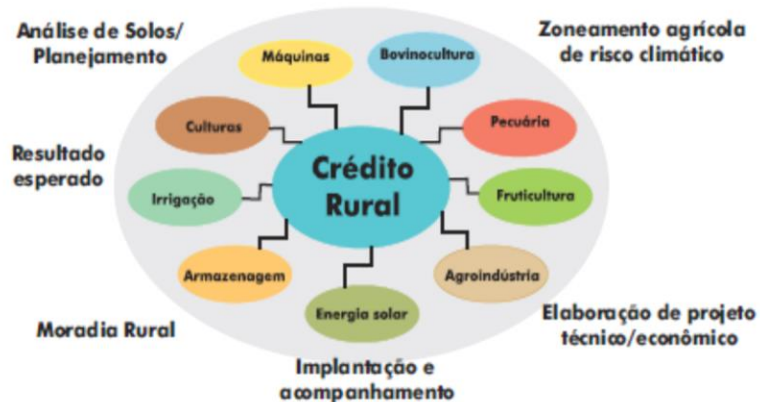 Análise de Solos/
Planejamento
Zoneamento agrícola
de risco climático
Máquinas
Bovinocultura
Culturas
Pecuária
Resultado
esperado
Crédito
Rural
Irrigação
Fruticultura
Armazenagem
Agroindústria
Energia solar
Moradia Rural
Elaboração de projeto
técnico/econômico
Implantação e
acompanhamento